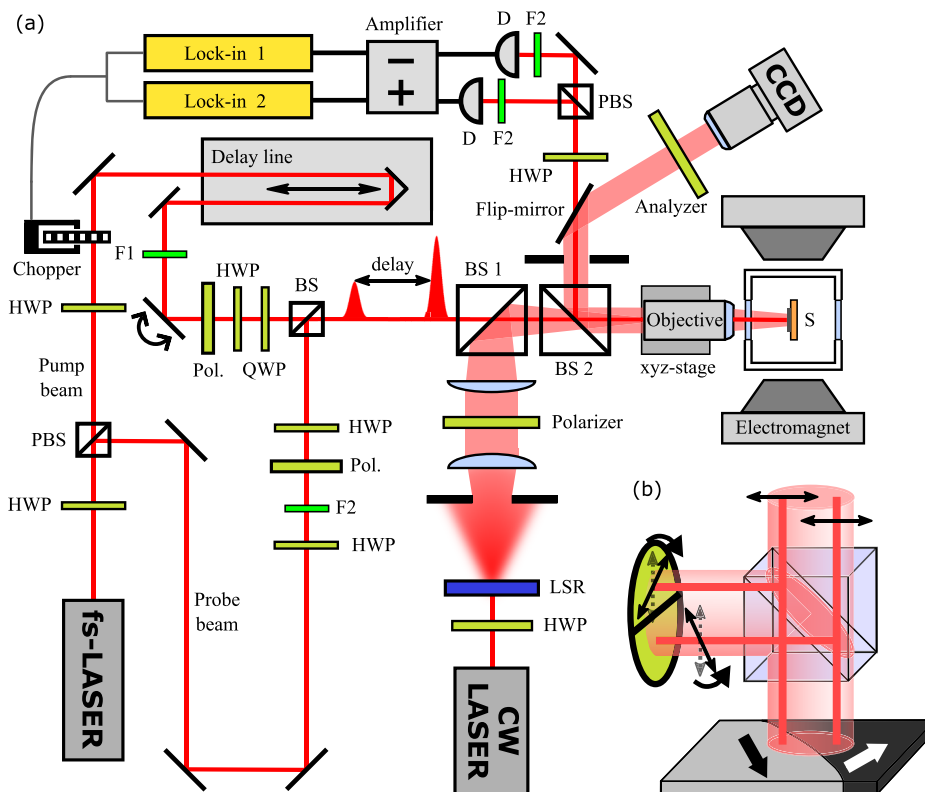 (a)
Lock-in 1
Lock-in 2
Amplifier
−
+
D
F2
D
F2
PBS
HWP
CCD
Analyzer
Flip-mirror
Delay line
Chopper
F1
HWP
HWP
Pol.
QWP
BS
delay
BS 1
BS 2
Objective
xyz-stage
S
Electromagnet
Pump
beam
PBS
HWP
HWP
Pol.
F2
HWP
Polarizer
Probe
beam
LSR
HWP
fs-LASER
CW
LASER
(b)